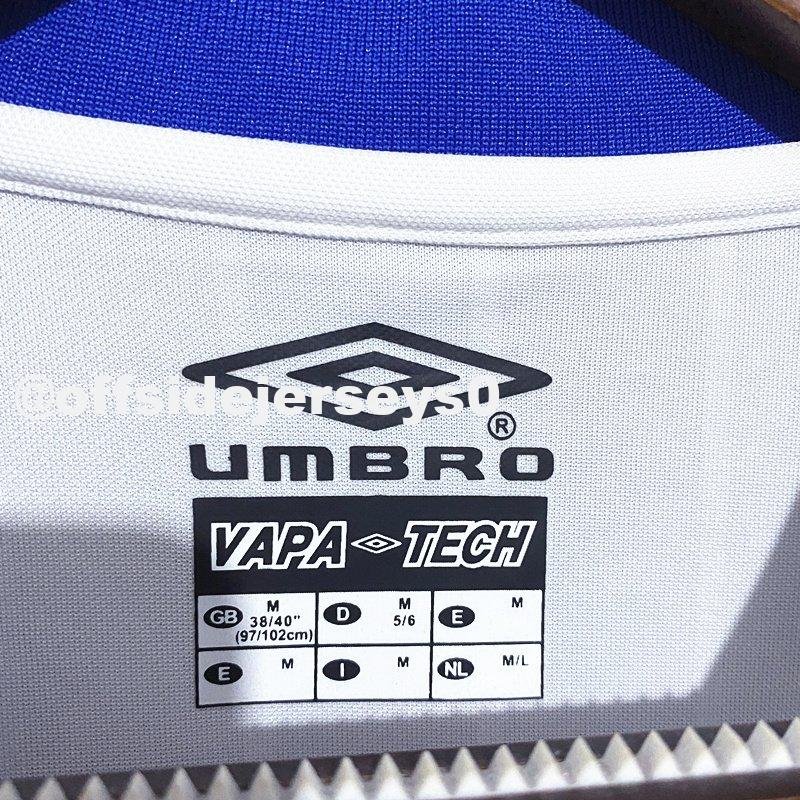 @offsidejerseys0
®
UMBRO
VAPA TECH
GB M 38/40" (97/102cm)
D M 5/6
E M
E M
I M
NL M/L